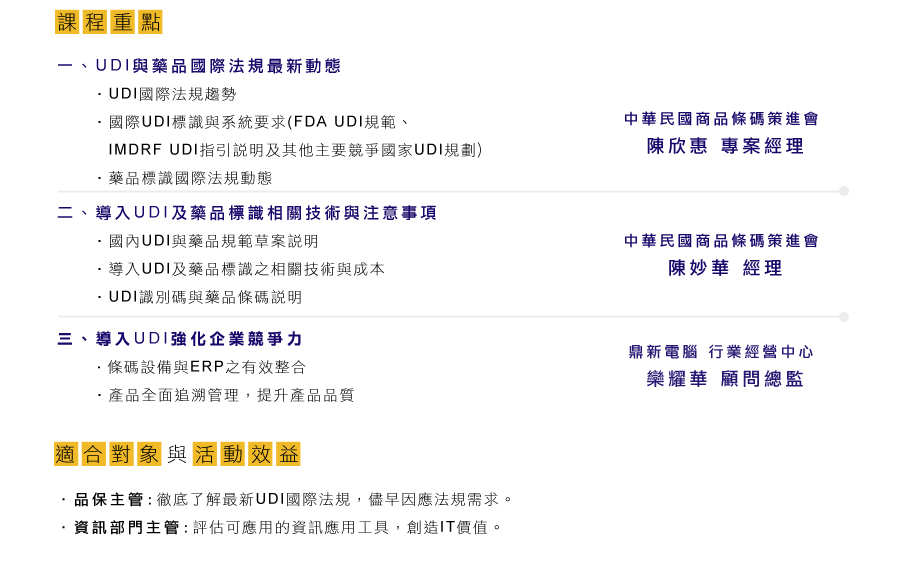 課程重點
一、UDI與藥品國際法規最新動態
・UDI國際法規趨勢
・國際UDI標識與系統要求(FDA UDI規範、
IMDRF UDI指引說明及其他主要競爭國家UDI規劃)
・藥品標識國際法規動態
中華民國商品條碼策進會
陳欣惠 專案經理
二、導入UDI及藥品標識相關技術與注意事項
・國內UDI與藥品規範草案說明
・導入UDI及藥品標識之相關技術與成本
・UDI識別碼與藥品條碼說明
中華民國商品條碼策進會
陳妙華 經理
三、導入UDI強化企業競爭力
・條碼設備與ERP之有效整合
・產品全面追溯管理，提升產品品質
鼎新電腦 行業經營中心
欒耀華 顧問總監
適合對象與活動效益
・品保主管:徹底了解最新UDI國際法規，儘早因應法規需求。
・資訊部門主管:評估可應用的資訊應用工具，創造IT價值。